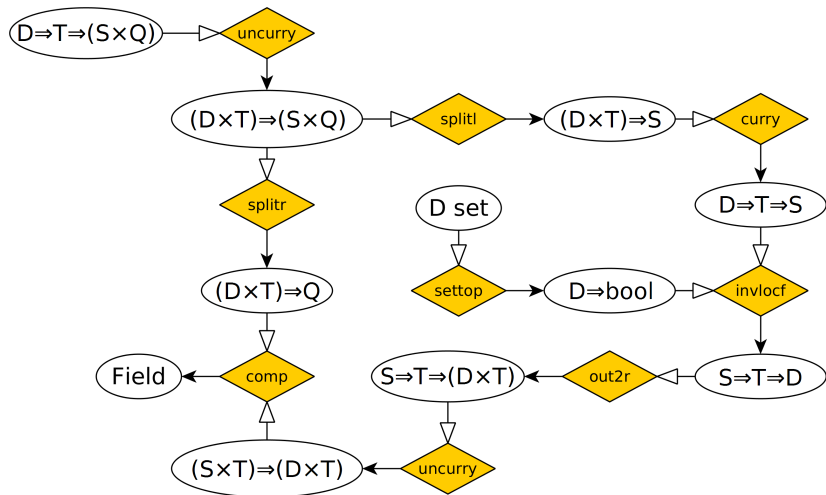 D⇒T⇒(S×Q)
uncurry
(D×T)⇒(S×Q)
splitl
(D×T)⇒S
curry
splitr
D set
D⇒T⇒S
(D×T)⇒Q
settop
D⇒bool
invlocf
Field
comp
S⇒T⇒(D×T)
out2r
S⇒T⇒D
(S×T)⇒(D×T)
uncurry